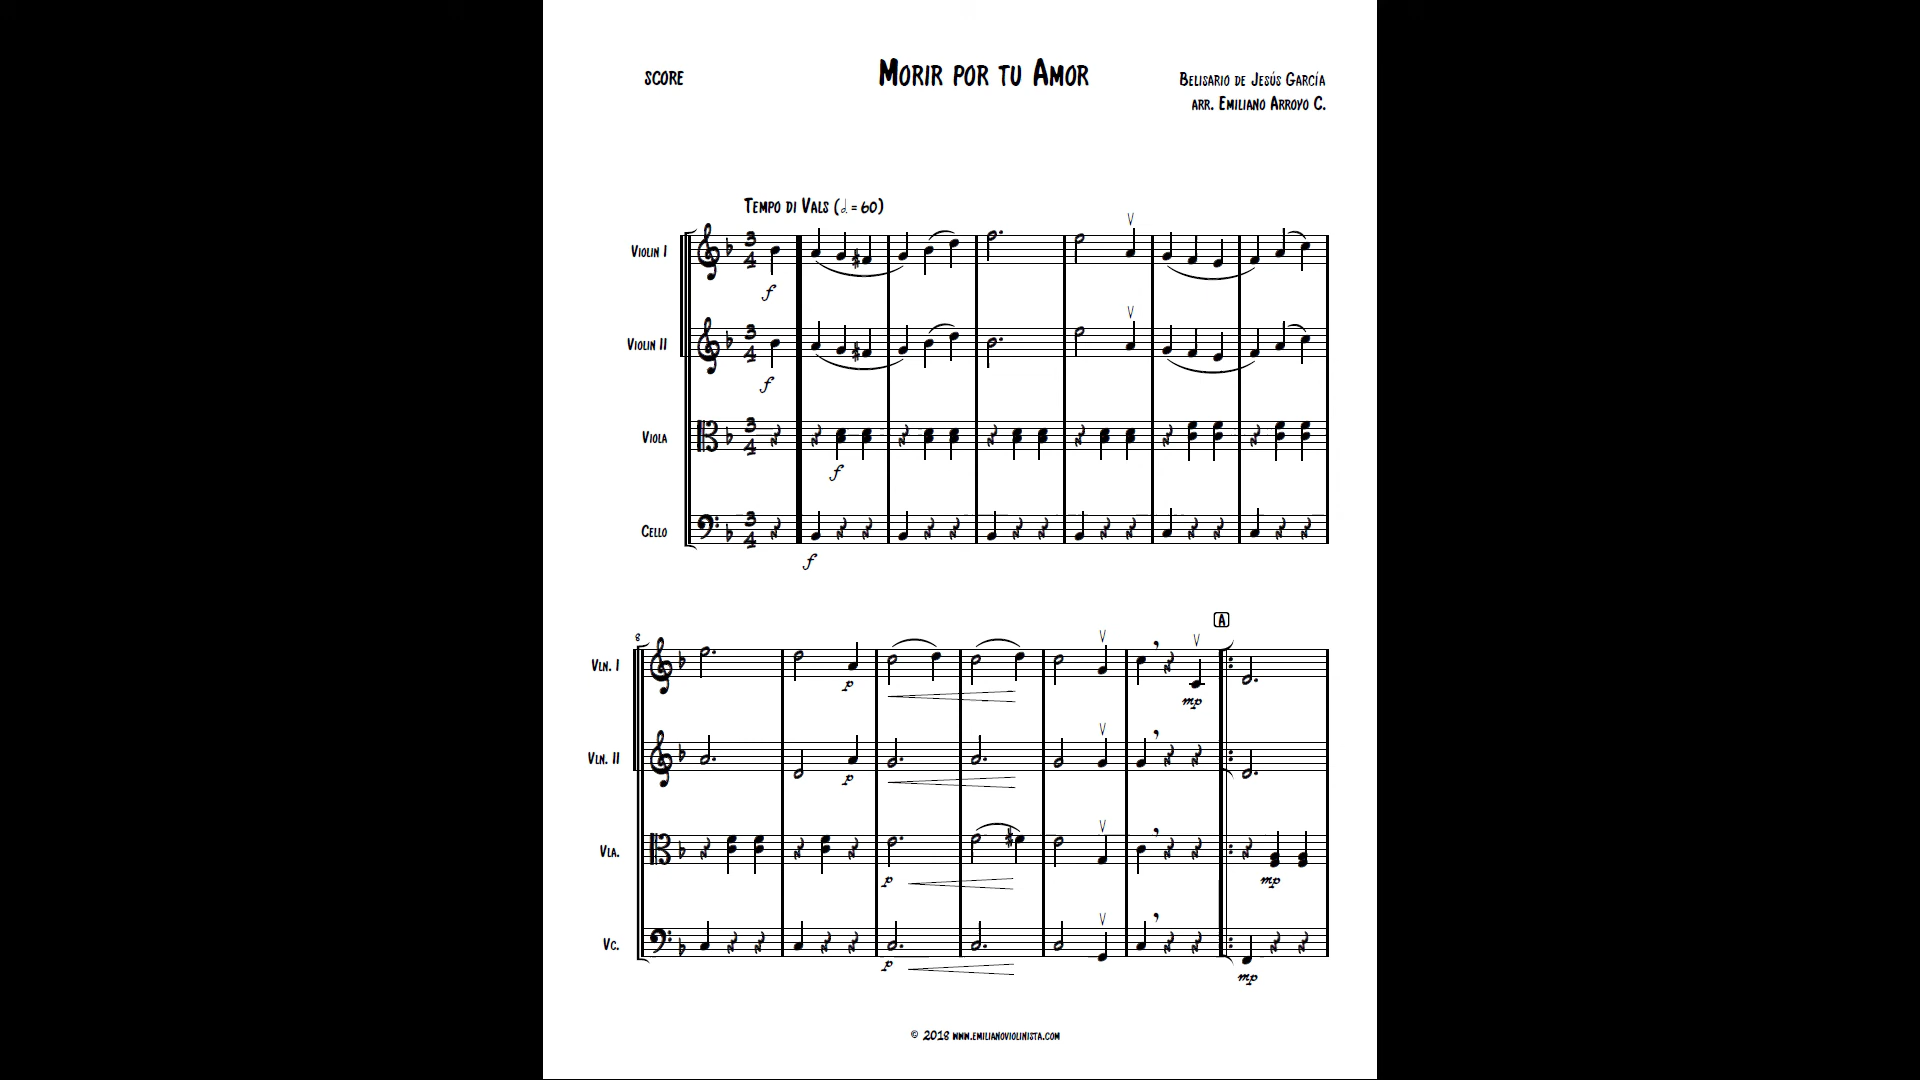 SCORE
MORIR POR TU AMOR
BELISARIO DE JESÚS GARCÍA
ARR. EMILIANO ARROYO C.
TEMPO DI VALS (𝅗𝅥. = 60)
VIOLIN I
f
VIOLIN II
f
VIOLA
f
CELLO
f
8
A
VLN. I
p
mp
VLN. II
p
VLA.
p
mp
VC.
p
mp
© 2018 WWW.EMILIANOVIOLINISTA.COM